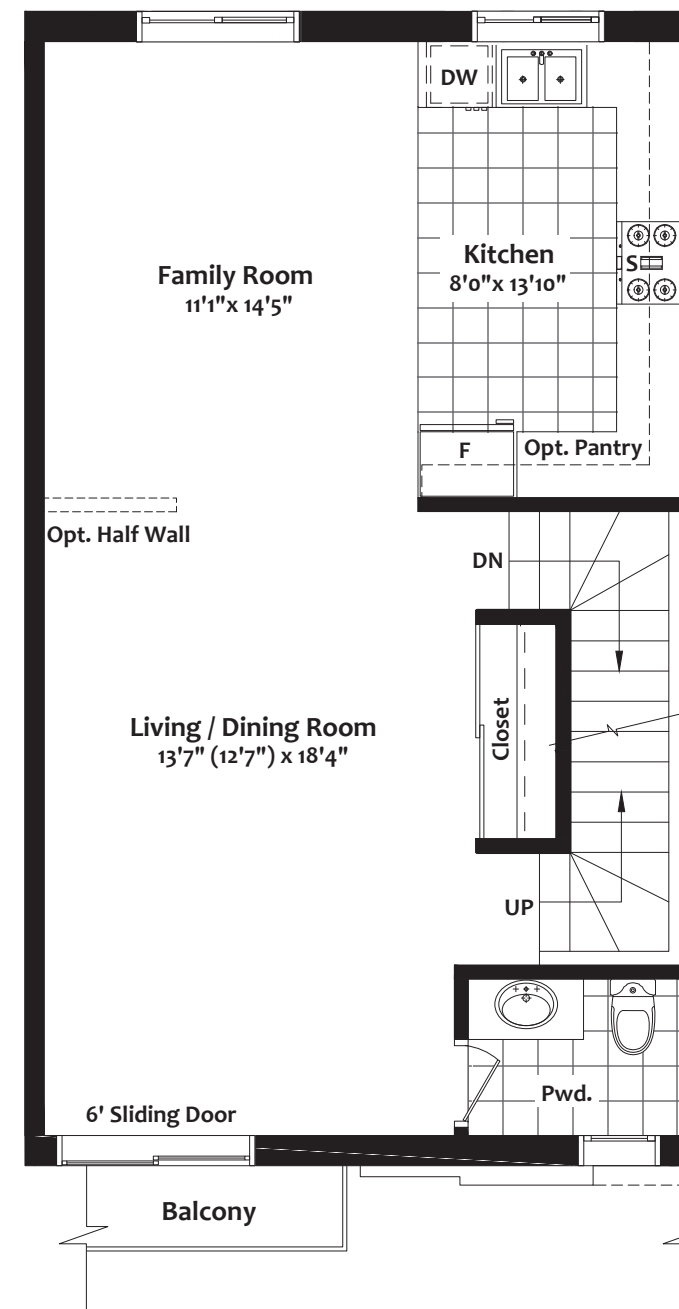 DW
Kitchen
8'0"x 13'10"
S
Family Room
11'1"x 14'5"
F
Opt. Pantry
Opt. Half Wall
DN
Closet
Living / Dining Room
13'7" (12'7") x 18'4"
UP
Pwd.
6' Sliding Door
Balcony